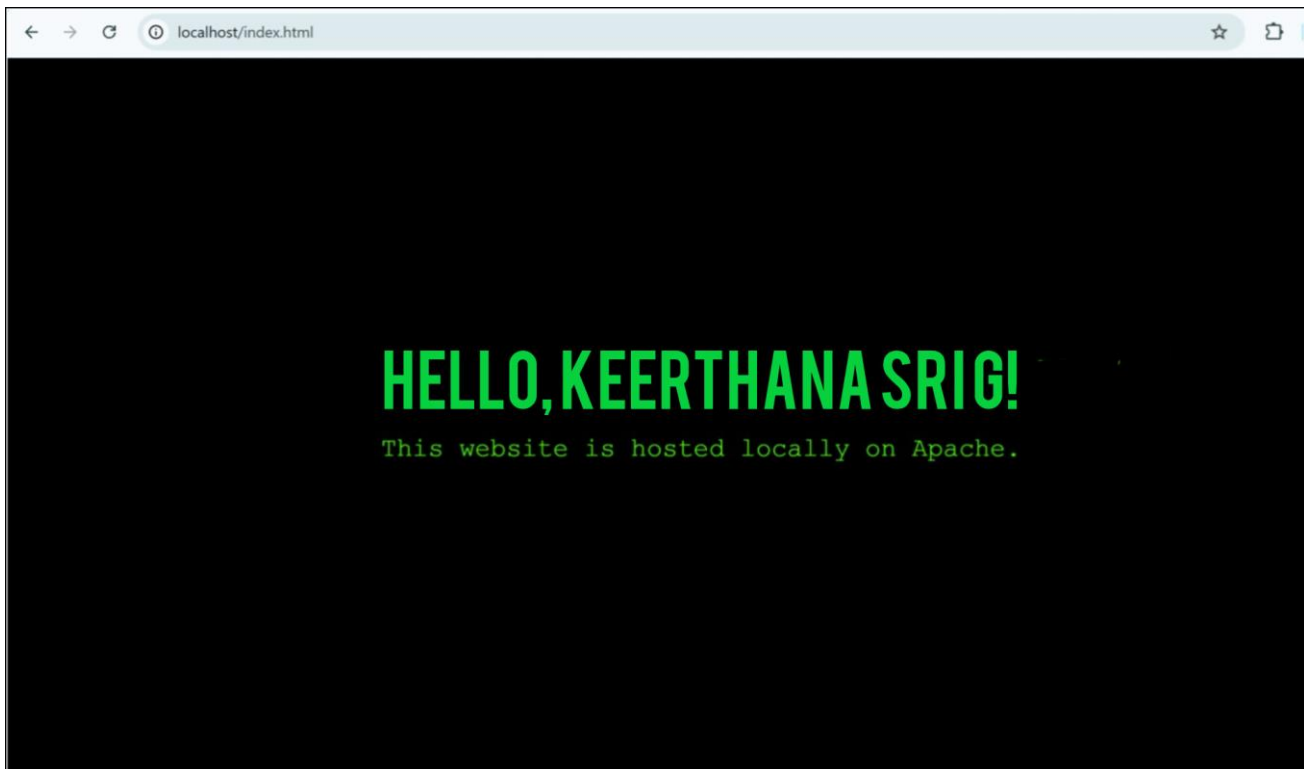 localhost/index.html
HELLO, KEERTHANA SRI G!
This website is hosted locally on Apache.